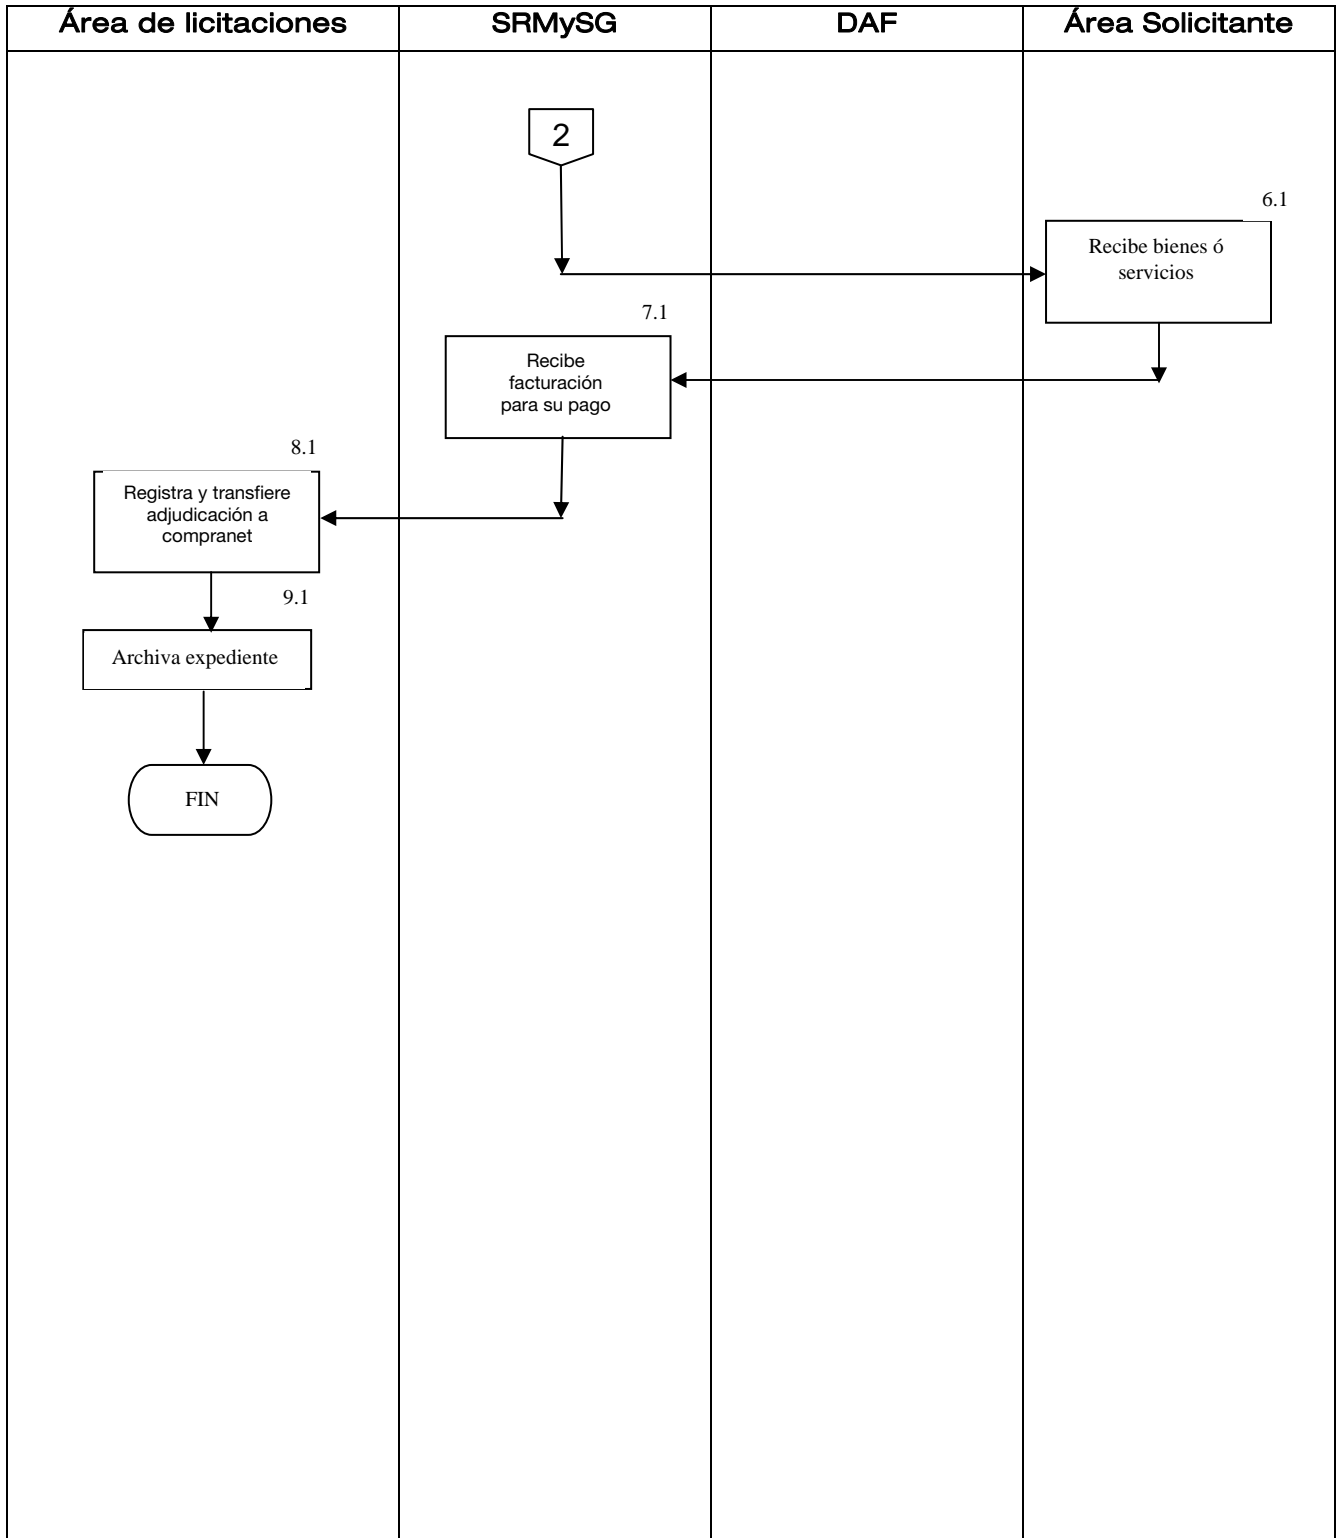 Área de licitaciones
SRMySG
DAF
Área Solicitante
2
6.1
Recibe bienes ó
servicios
7.1
Recibe
facturación
para su pago
8.1
Registra y transfiere
adjudicación a
compranet
9.1
Archiva expediente
FIN